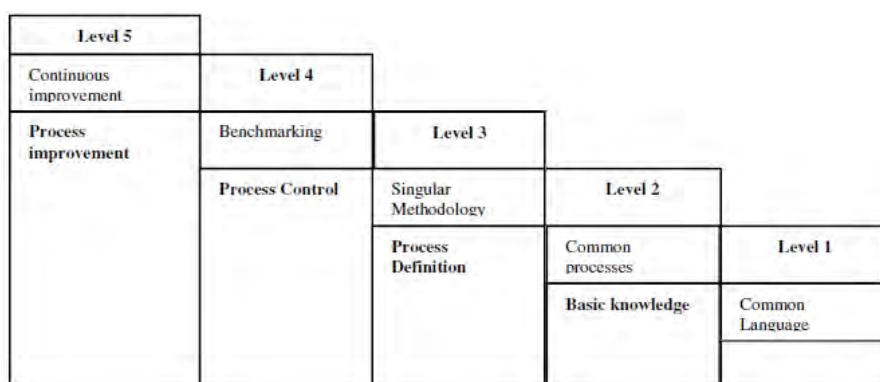 Level 5
Continuous
improvement
Level 4
Process
improvement
Benchmarking
Level 3
Process Control
Singular
Methodology
Level 2
Process
Definition
Common
processes
Level 1
Basic knowledge
Common
Language